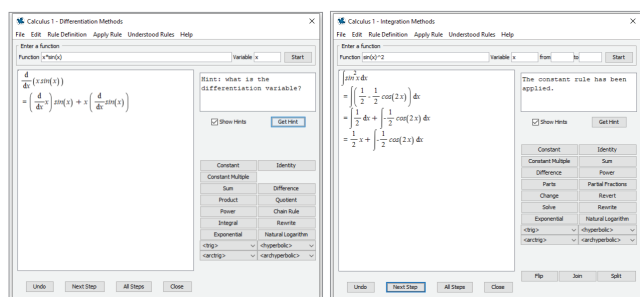 Calculus 1 - Differentiation Methods
File Edit Rule Definition Apply Rule Understood Rules Help
Enter a function
Function x*sin(x) Variable x Start
d/dx (x sin(x))
= (d/dx x) sin(x) + x (d/dx sin(x))
Hint: what is the
differentiation variable?
Show Hints Get Hint
Constant Identity
Constant Multiple
Sum Difference
Product Quotient
Power Chain Rule
Integral Rewrite
Exponential Natural Logarithm
<trig> <hyperbolic>
<arctrig> <archyperbolic>
Undo Next Step All Steps Close
Calculus 1 - Integration Methods
File Edit Rule Definition Apply Rule Understood Rules Help
Enter a function
Function sin(x)^2 Variable x from to Start
∫ sin²x dx
= ∫ (1/2 - 1/2 cos(2x)) dx
= ∫ 1/2 dx + ∫ -1/2 cos(2x) dx
= 1/2 x + ∫ -1/2 cos(2x) dx
The constant rule has been
applied.
Show Hints Get Hint
Constant Identity
Constant Multiple Sum
Difference Power
Parts Partial Fractions
Change Revert
Solve Rewrite
Exponential Natural Logarithm
<trig> <hyperbolic>
<arctrig> <archyperbolic>
Flip Join Split
Undo Next Step All Steps Close